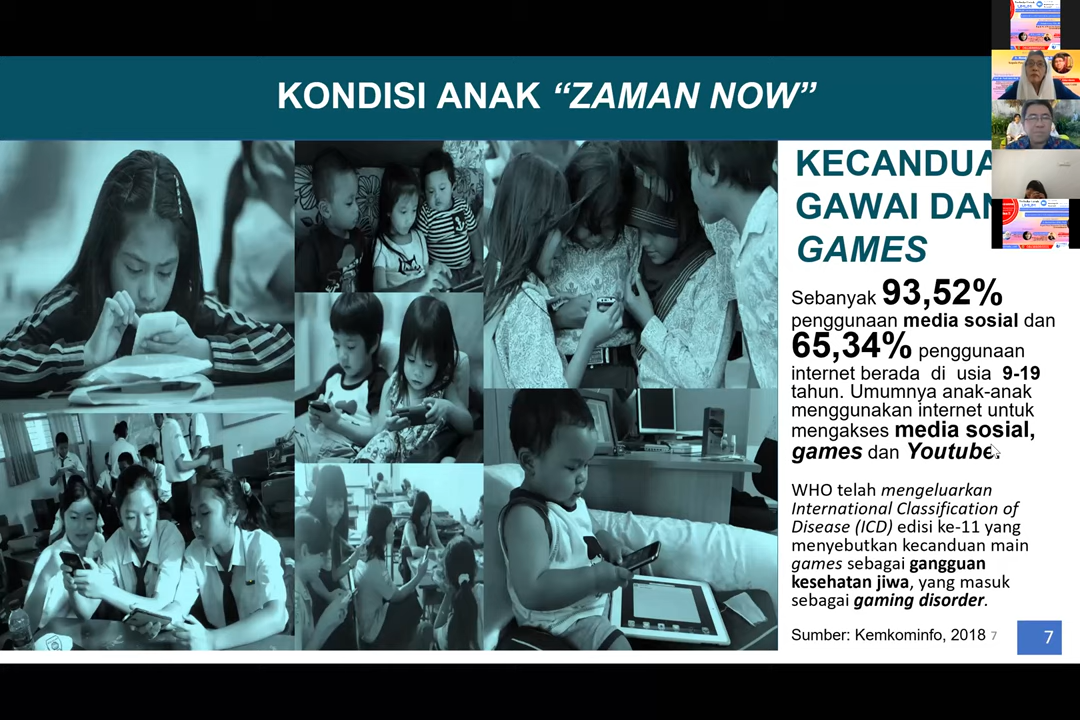 KONDISI ANAK “ZAMAN NOW”
KECANDUA
GAWAI DAN
GAMES
Sebanyak 93,52%
penggunaan media sosial dan
65,34% penggunaan
internet berada di usia 9-19
tahun. Umumnya anak-anak
menggunakan internet untuk
mengakses media sosial,
games dan Youtube.
WHO telah mengeluarkan
International Classification of
Disease (ICD) edisi ke-11 yang
menyebutkan kecanduan main
games sebagai gangguan
kesehatan jiwa, yang masuk
sebagai gaming disorder.
Sumber: Kemkominfo, 2018 7
7